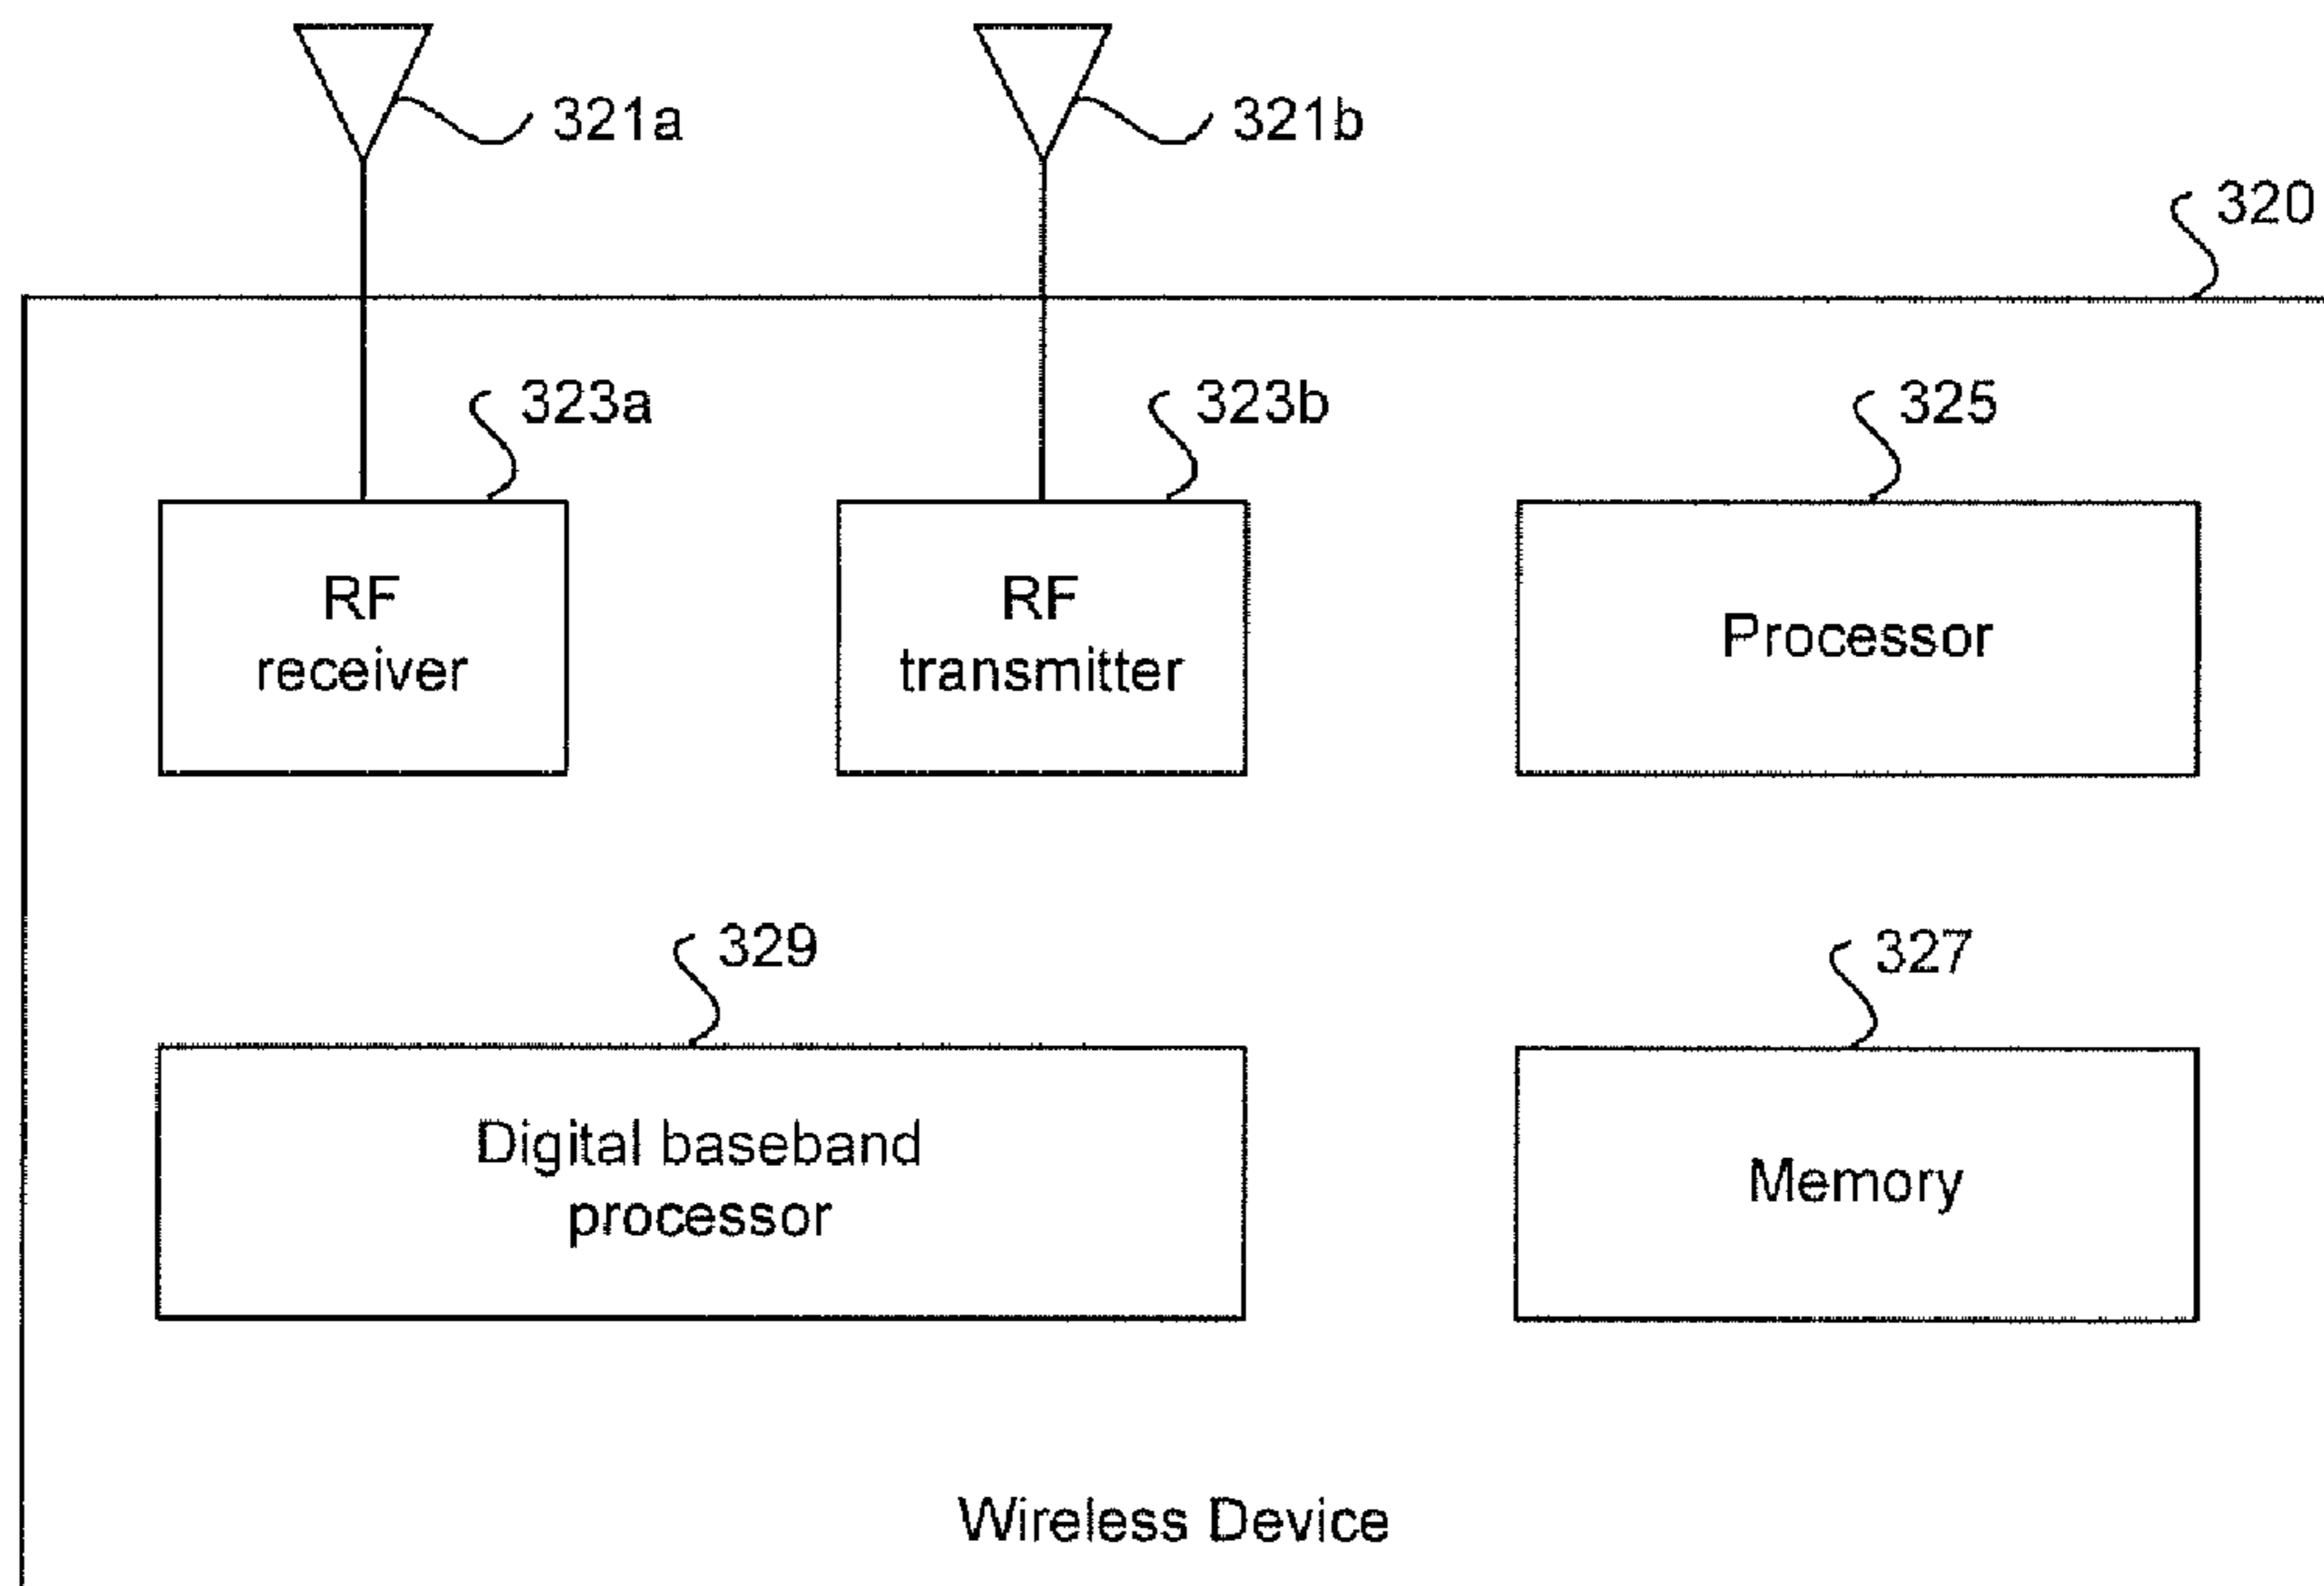 321a
321b
320
323a
323b
325
RF
receiver
RF
transmitter
Processor
329
327
Digital baseband
processor
Memory
Wireless Device